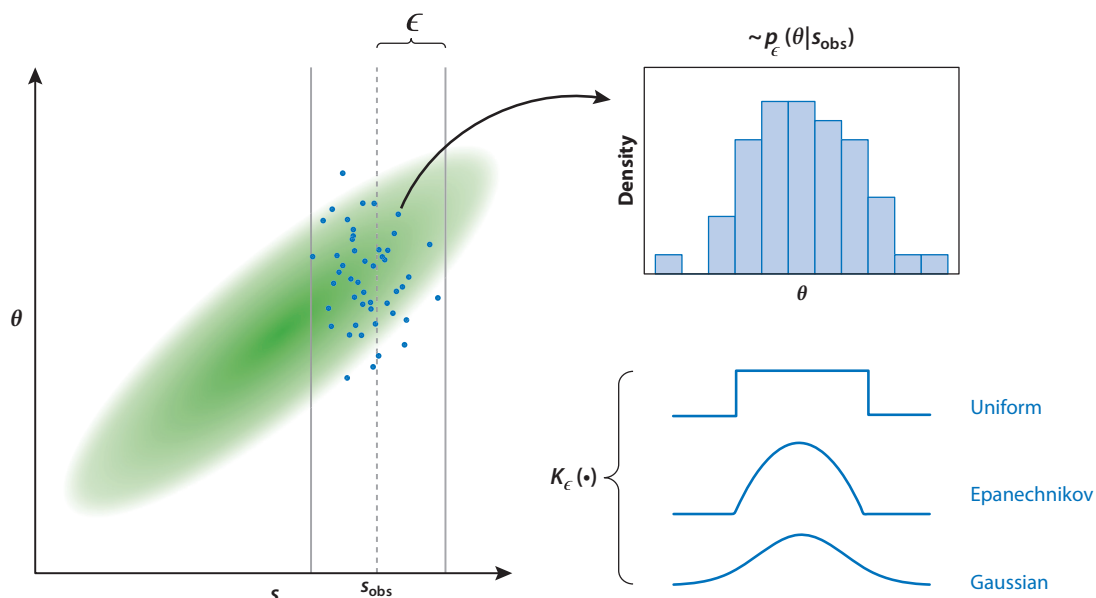 ϵ
θ
s
s_obs
~p_ϵ (θ|s_obs)
Density
θ
K_ϵ (•)
Uniform
Epanechnikov
Gaussian